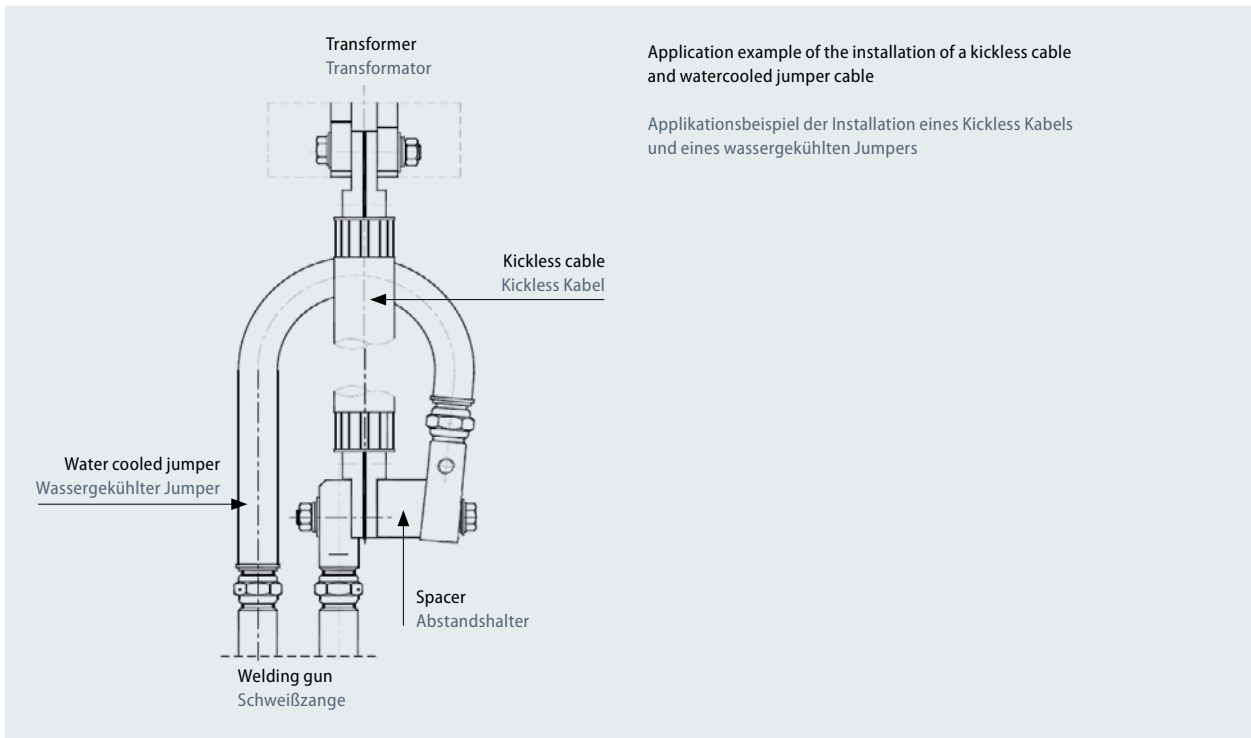 Transformer
Transformator
Application example of the installation of a kickless cable
and watercooled jumper cable
Applikationsbeispiel der Installation eines Kickless Kabels
und eines wassergekühlten Jumpers
Kickless cable
Kickless Kabel
Water cooled jumper
Wassergekühlter Jumper
Spacer
Abstandshalter
Welding gun
Schweißzange